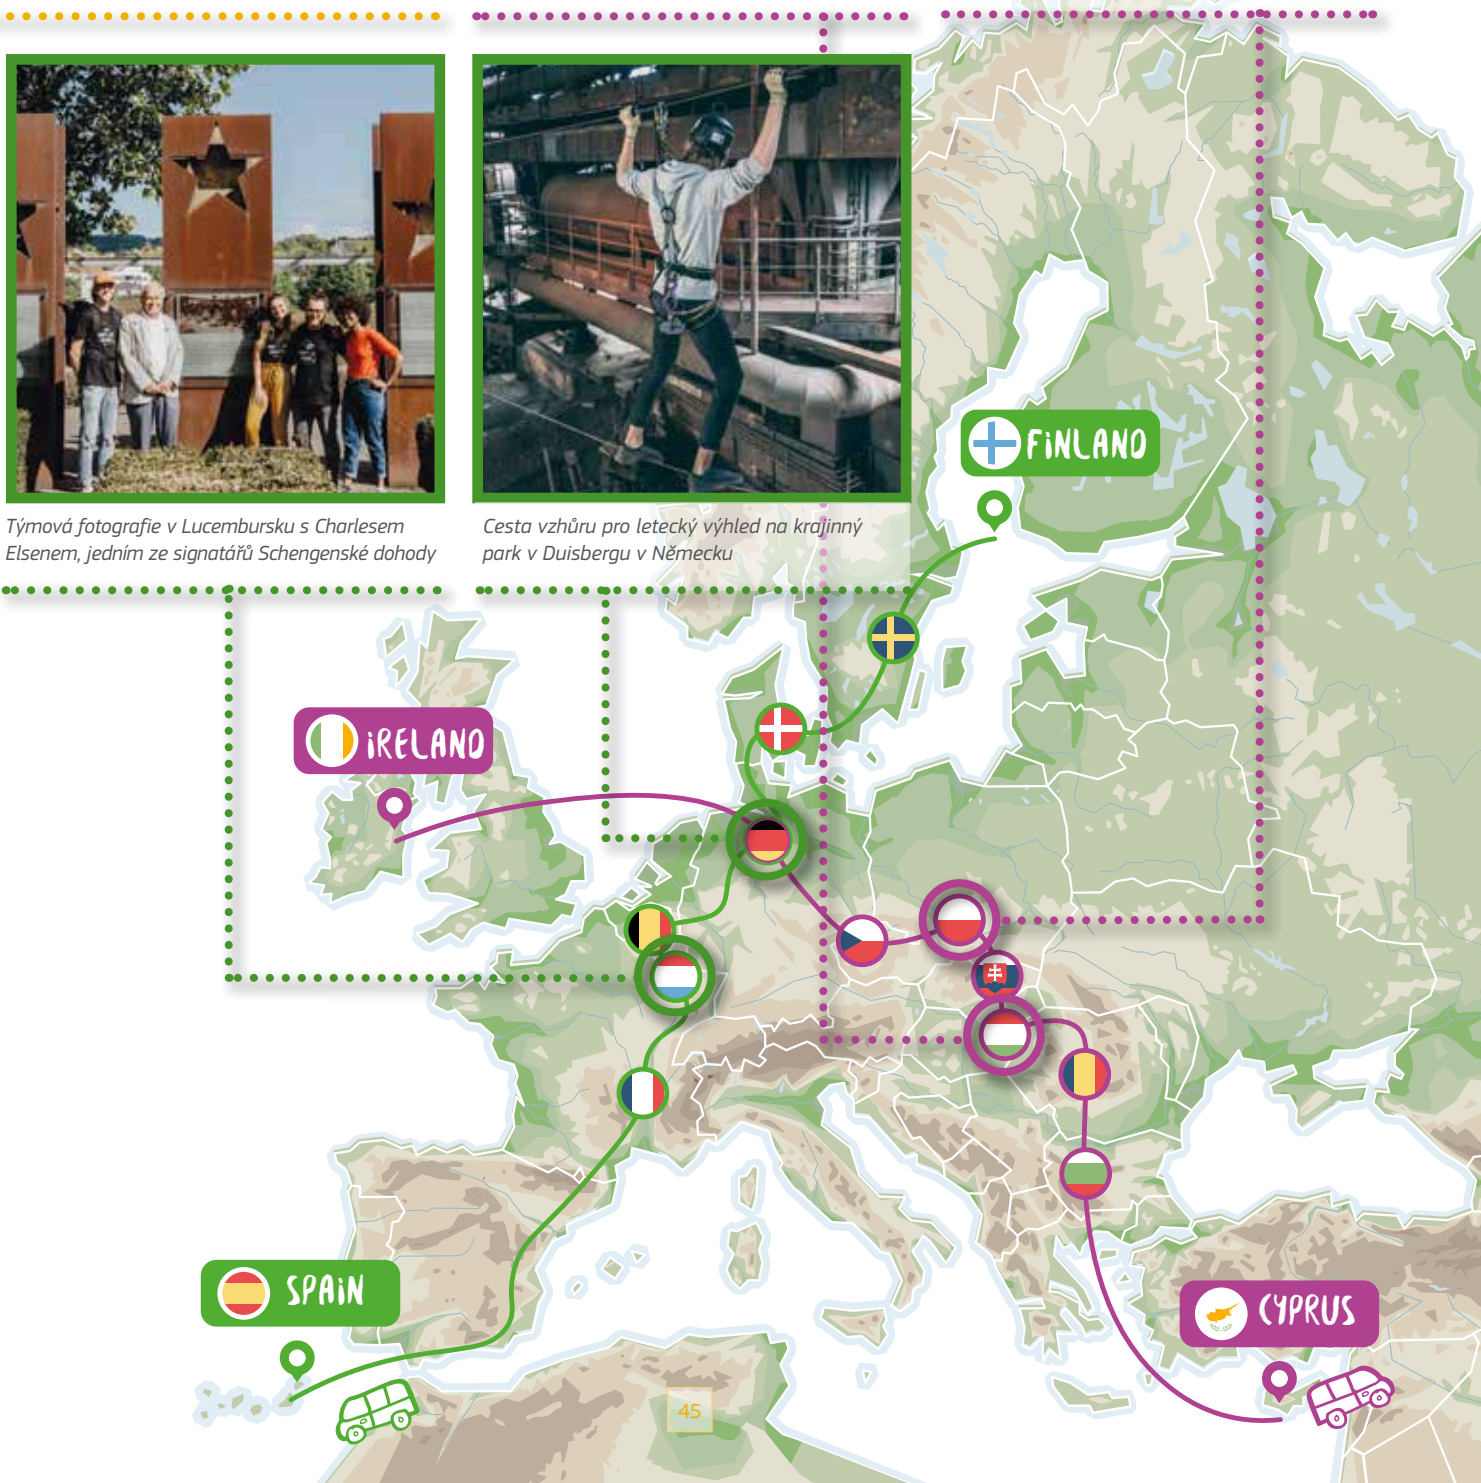 Týmová fotografie v Lucembursku s Charlesem
Elsenem, jedním ze signatářů Schengenské dohody
Cesta vzhůru pro letecký výhled na krajinný
park v Duisbergu v Německu
FiNLAND
iRELAND
SPAiN
CYPRUS
45